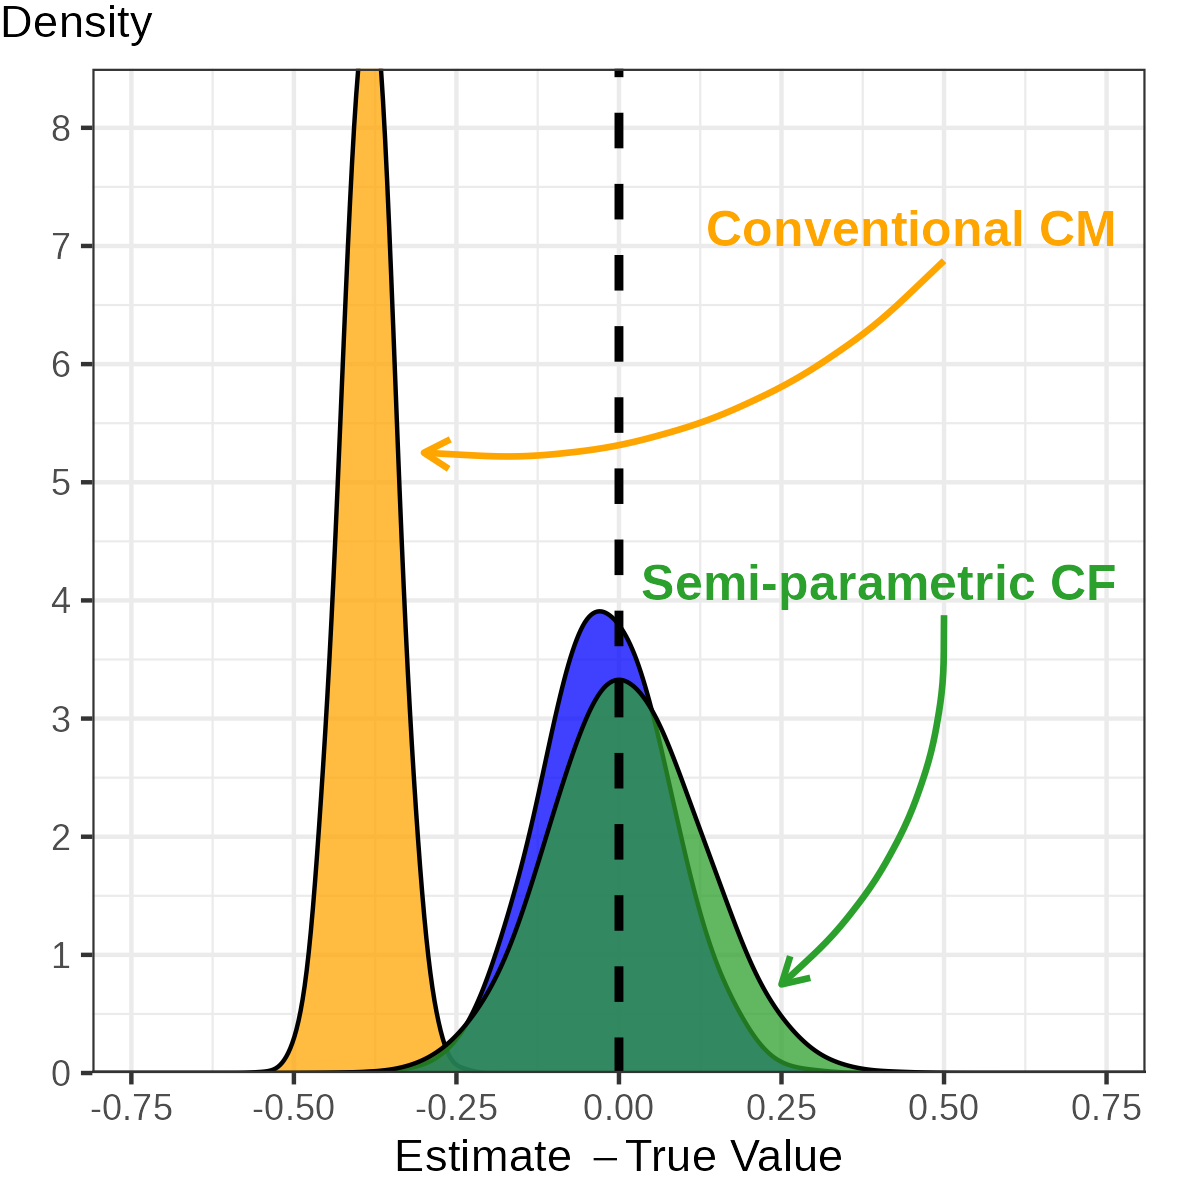 Density
8
7
Conventional CM
6
5
Semi-parametric CF
4
3
2
1
0
-0.75 -0.50 -0.25 0.00 0.25 0.50 0.75
Estimate – True Value